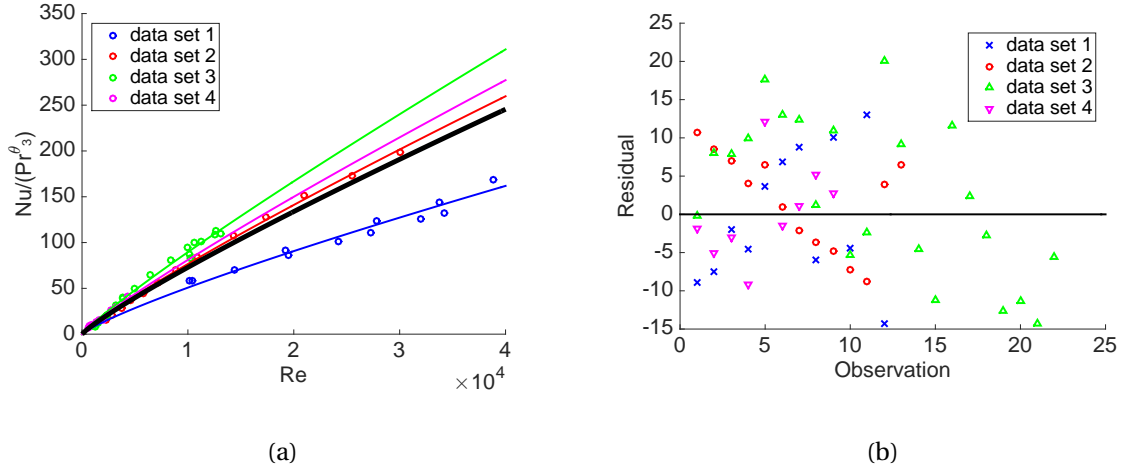 350
300
250
200
150
100
50
0
Nu/(Pr^θ_3)
data set 1
data set 2
data set 3
data set 4
0 1 2 3 4
Re
×10^4
(a)
25
20
15
10
5
0
-5
-10
-15
Residual
data set 1
data set 2
data set 3
data set 4
0 5 10 15 20 25
Observation
(b)